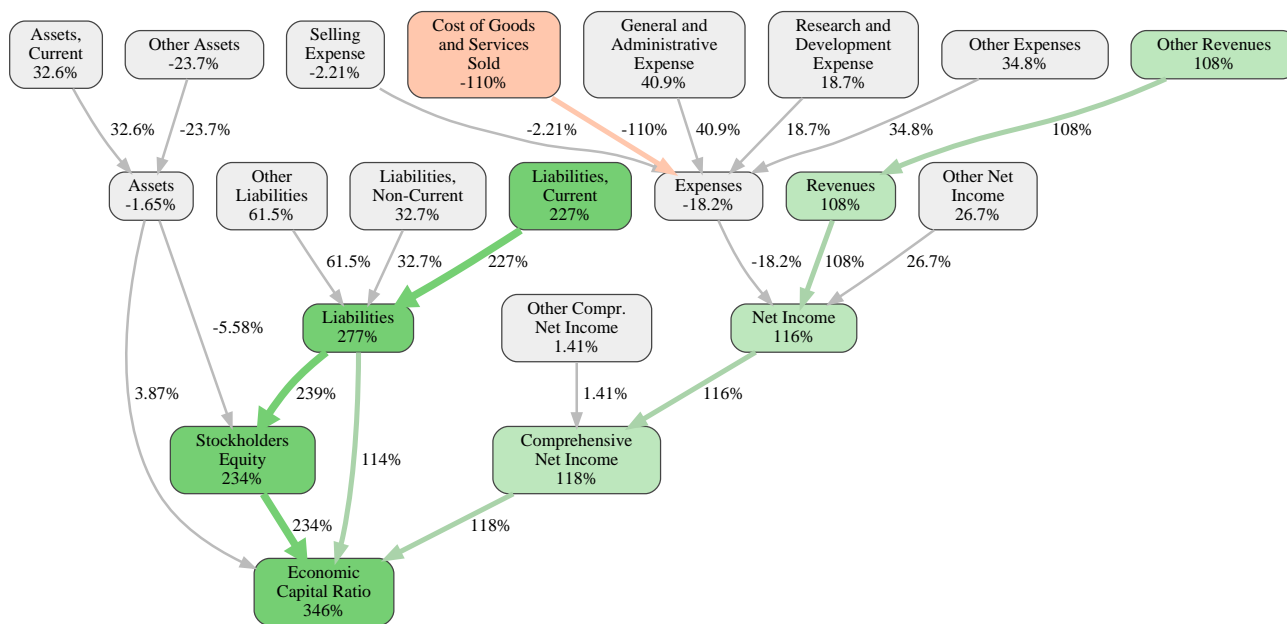 Assets,
Current
32.6%
Other Assets
-23.7%
Selling
Expense
-2.21%
Cost of Goods
and Services
Sold
-110%
General and
Administrative
Expense
40.9%
Research and
Development
Expense
18.7%
Other Expenses
34.8%
Other Revenues
108%
32.6%
-23.7%
-2.21%
-110%
40.9%
18.7%
34.8%
108%
Assets
-1.65%
Other
Liabilities
61.5%
Liabilities,
Non-Current
32.7%
Liabilities,
Current
227%
Expenses
-18.2%
Revenues
108%
Other Net
Income
26.7%
61.5%
32.7%
227%
-18.2%
108%
26.7%
Liabilities
277%
Other Compr.
Net Income
1.41%
Net Income
116%
-5.58%
3.87%
239%
1.41%
116%
Stockholders
Equity
234%
114%
Comprehensive
Net Income
118%
234%
118%
Economic
Capital Ratio
346%